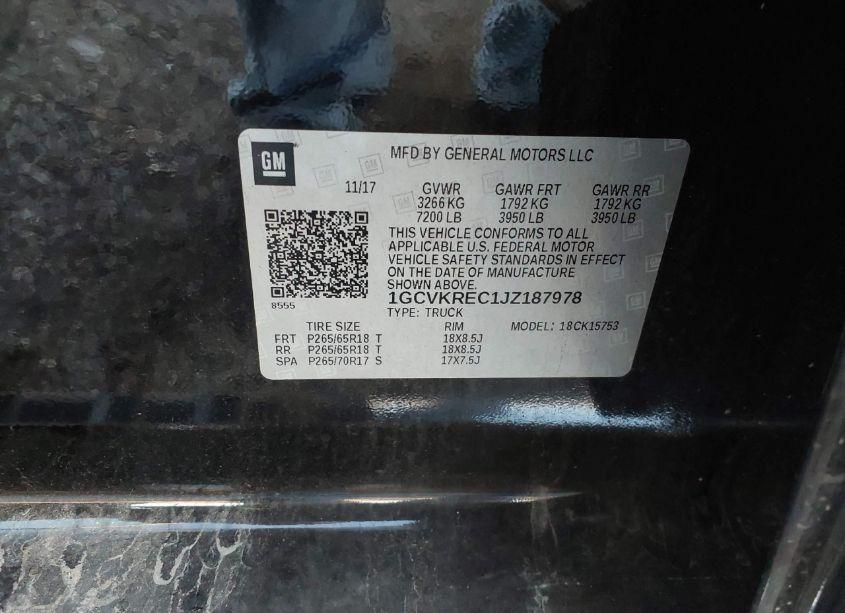 GM
MFD BY GENERAL MOTORS LLC
11/17 GVWR GAWR FRT GAWR RR
3266 KG 1792 KG 1792 KG
7200 LB 3950 LB 3950 LB
THIS VEHICLE CONFORMS TO ALL
APPLICABLE U.S. FEDERAL MOTOR
VEHICLE SAFETY STANDARDS IN EFFECT
ON THE DATE OF MANUFACTURE
SHOWN ABOVE.
8555
1GCVKREC1JZ187978
TYPE: TRUCK MODEL: 18CK15753
TIRE SIZE RIM
FRT P265/65R18 T 18X8.5J
RR P265/65R18 T 18X8.5J
SPA P265/70R17 S 17X7.5J